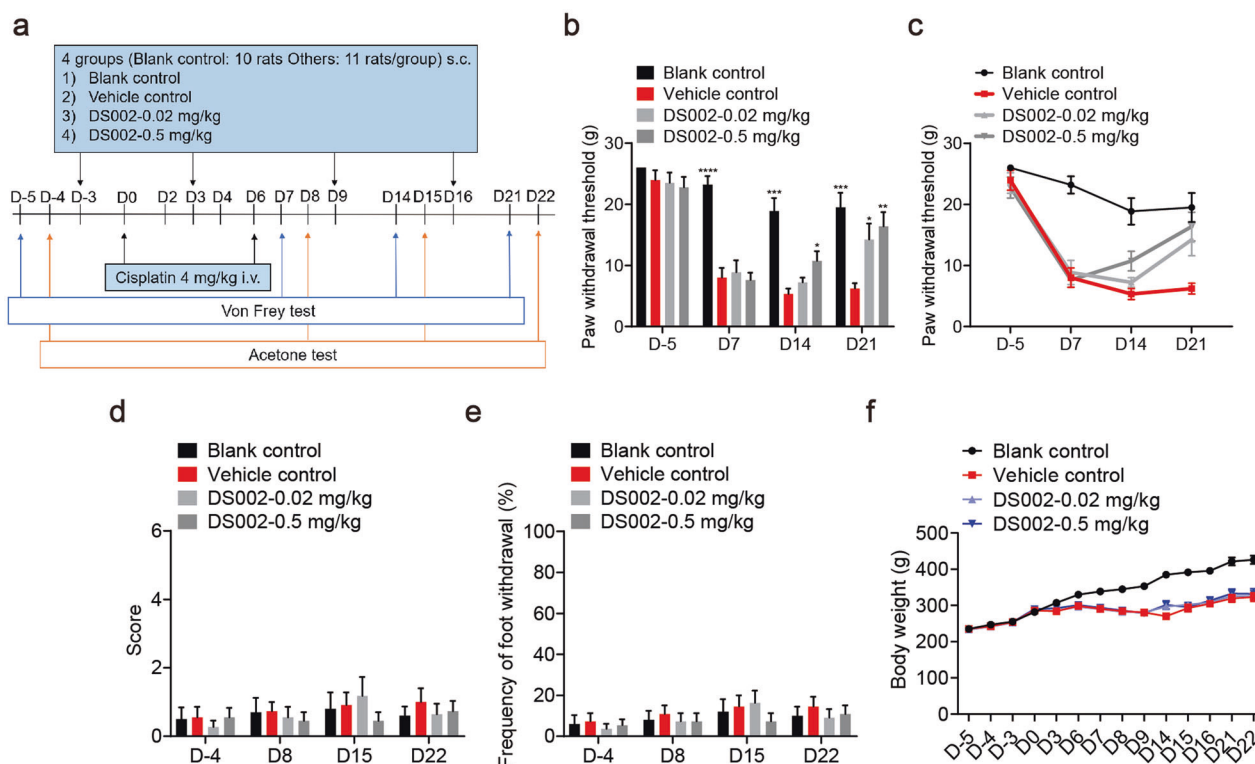 a
4 groups (Blank control: 10 rats Others: 11 rats/group) s.c.
1) Blank control
2) Vehicle control
3) DS002-0.02 mg/kg
4) DS002-0.5 mg/kg
D-5 D-4 D-3 D0 D2 D3 D4 D6 D7 D8 D9 D14 D15 D16 D21 D22
Cisplatin 4 mg/kg i.v.
Von Frey test
Acetone test
b
Blank control
Vehicle control
DS002-0.02 mg/kg
DS002-0.5 mg/kg
Paw withdrawal threshold (g)
30
20
10
0
**** *** * *** * **
D-5 D7 D14 D21
c
Blank control
Vehicle control
DS002-0.02 mg/kg
DS002-0.5 mg/kg
Paw withdrawal threshold (g)
30
20
10
0
D-5 D7 D14 D21
d
Blank control
Vehicle control
DS002-0.02 mg/kg
DS002-0.5 mg/kg
Score
6
4
2
0
D-4 D8 D15 D22
e
Blank control
Vehicle control
DS002-0.02 mg/kg
DS002-0.5 mg/kg
Frequency of foot withdrawal (%)
100
80
60
40
20
0
D-4 D8 D15 D22
f
Blank control
Vehicle control
DS002-0.02 mg/kg
DS002-0.5 mg/kg
Body weight (g)
500
400
300
200
100
0
D-5 D-4 D-3 D0 D3 D6 D7 D8 D9 D14 D15 D16 D21 D22